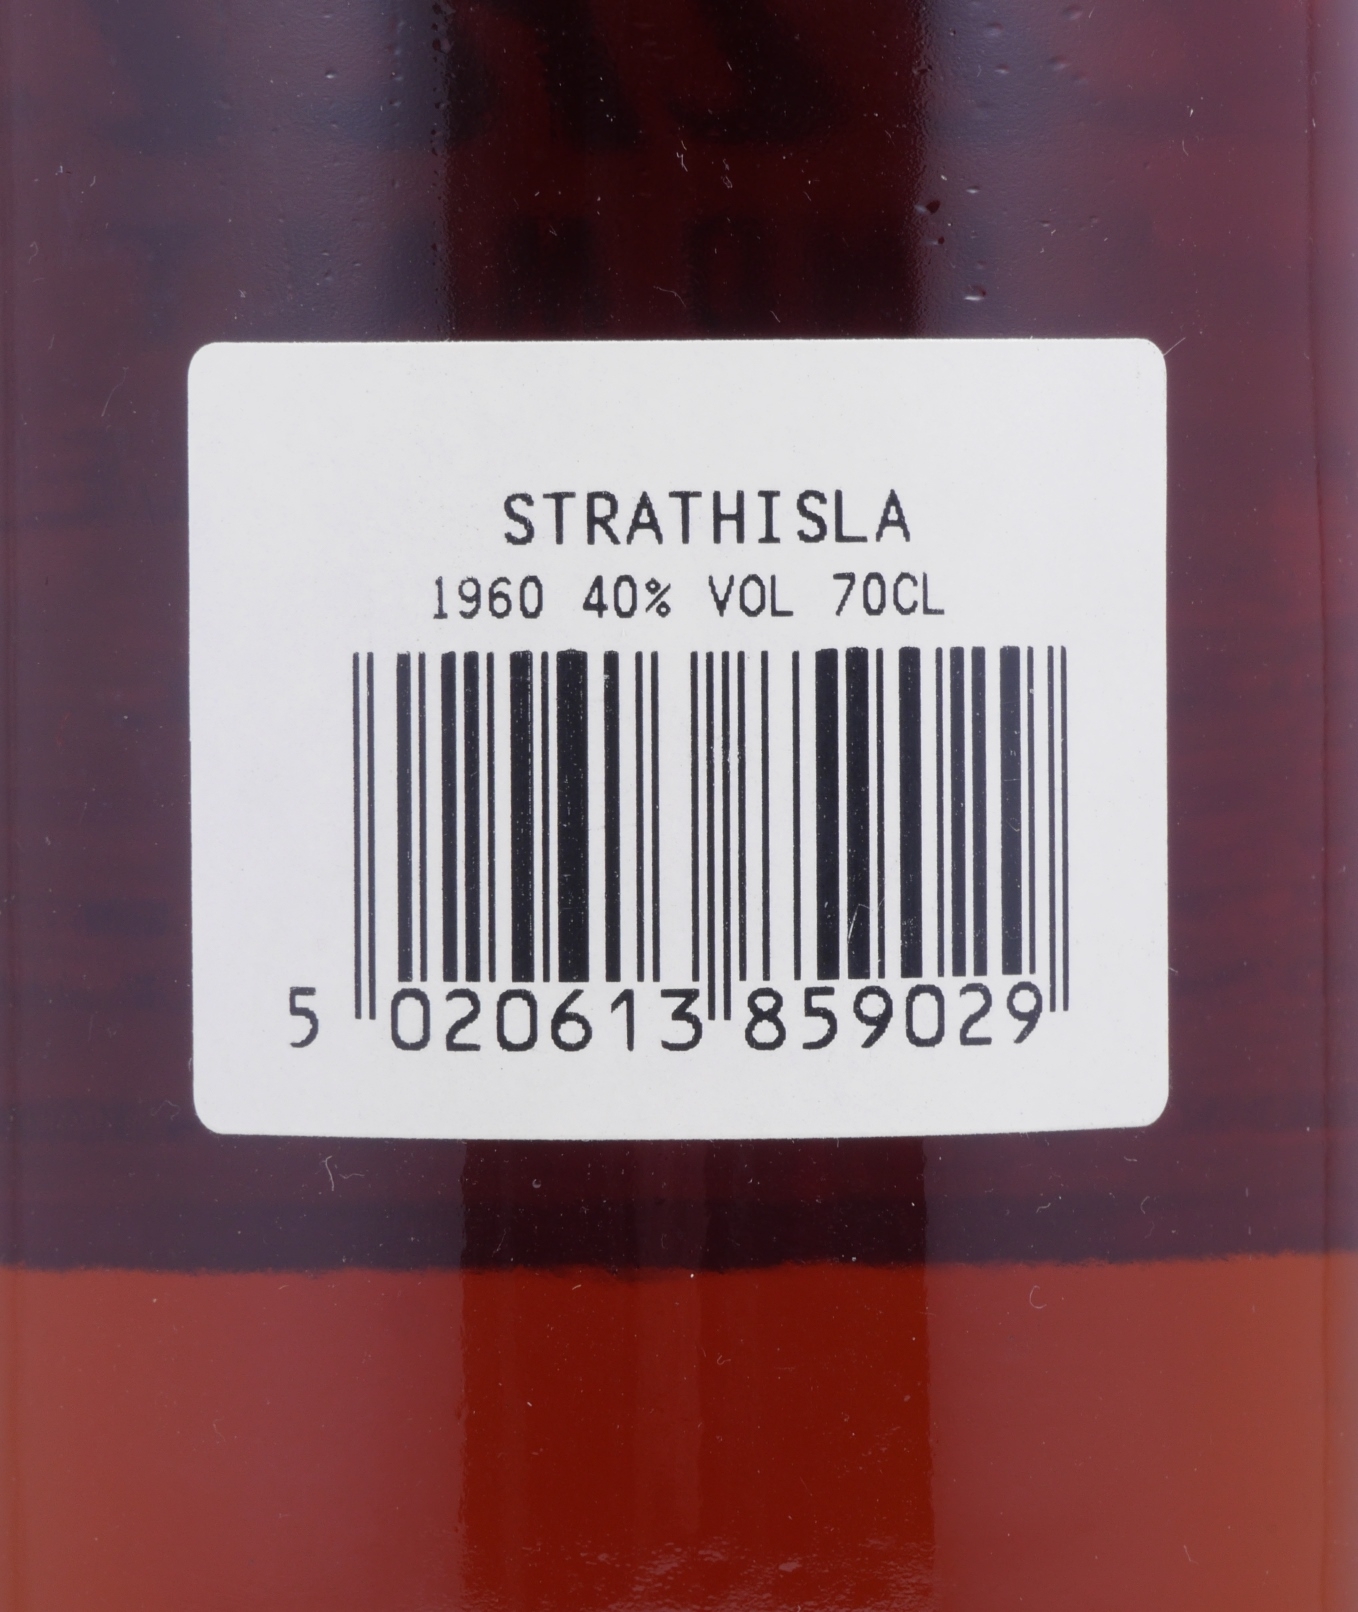 STRATHISLA
1960 40% VOL 70CL
5 020613 859029